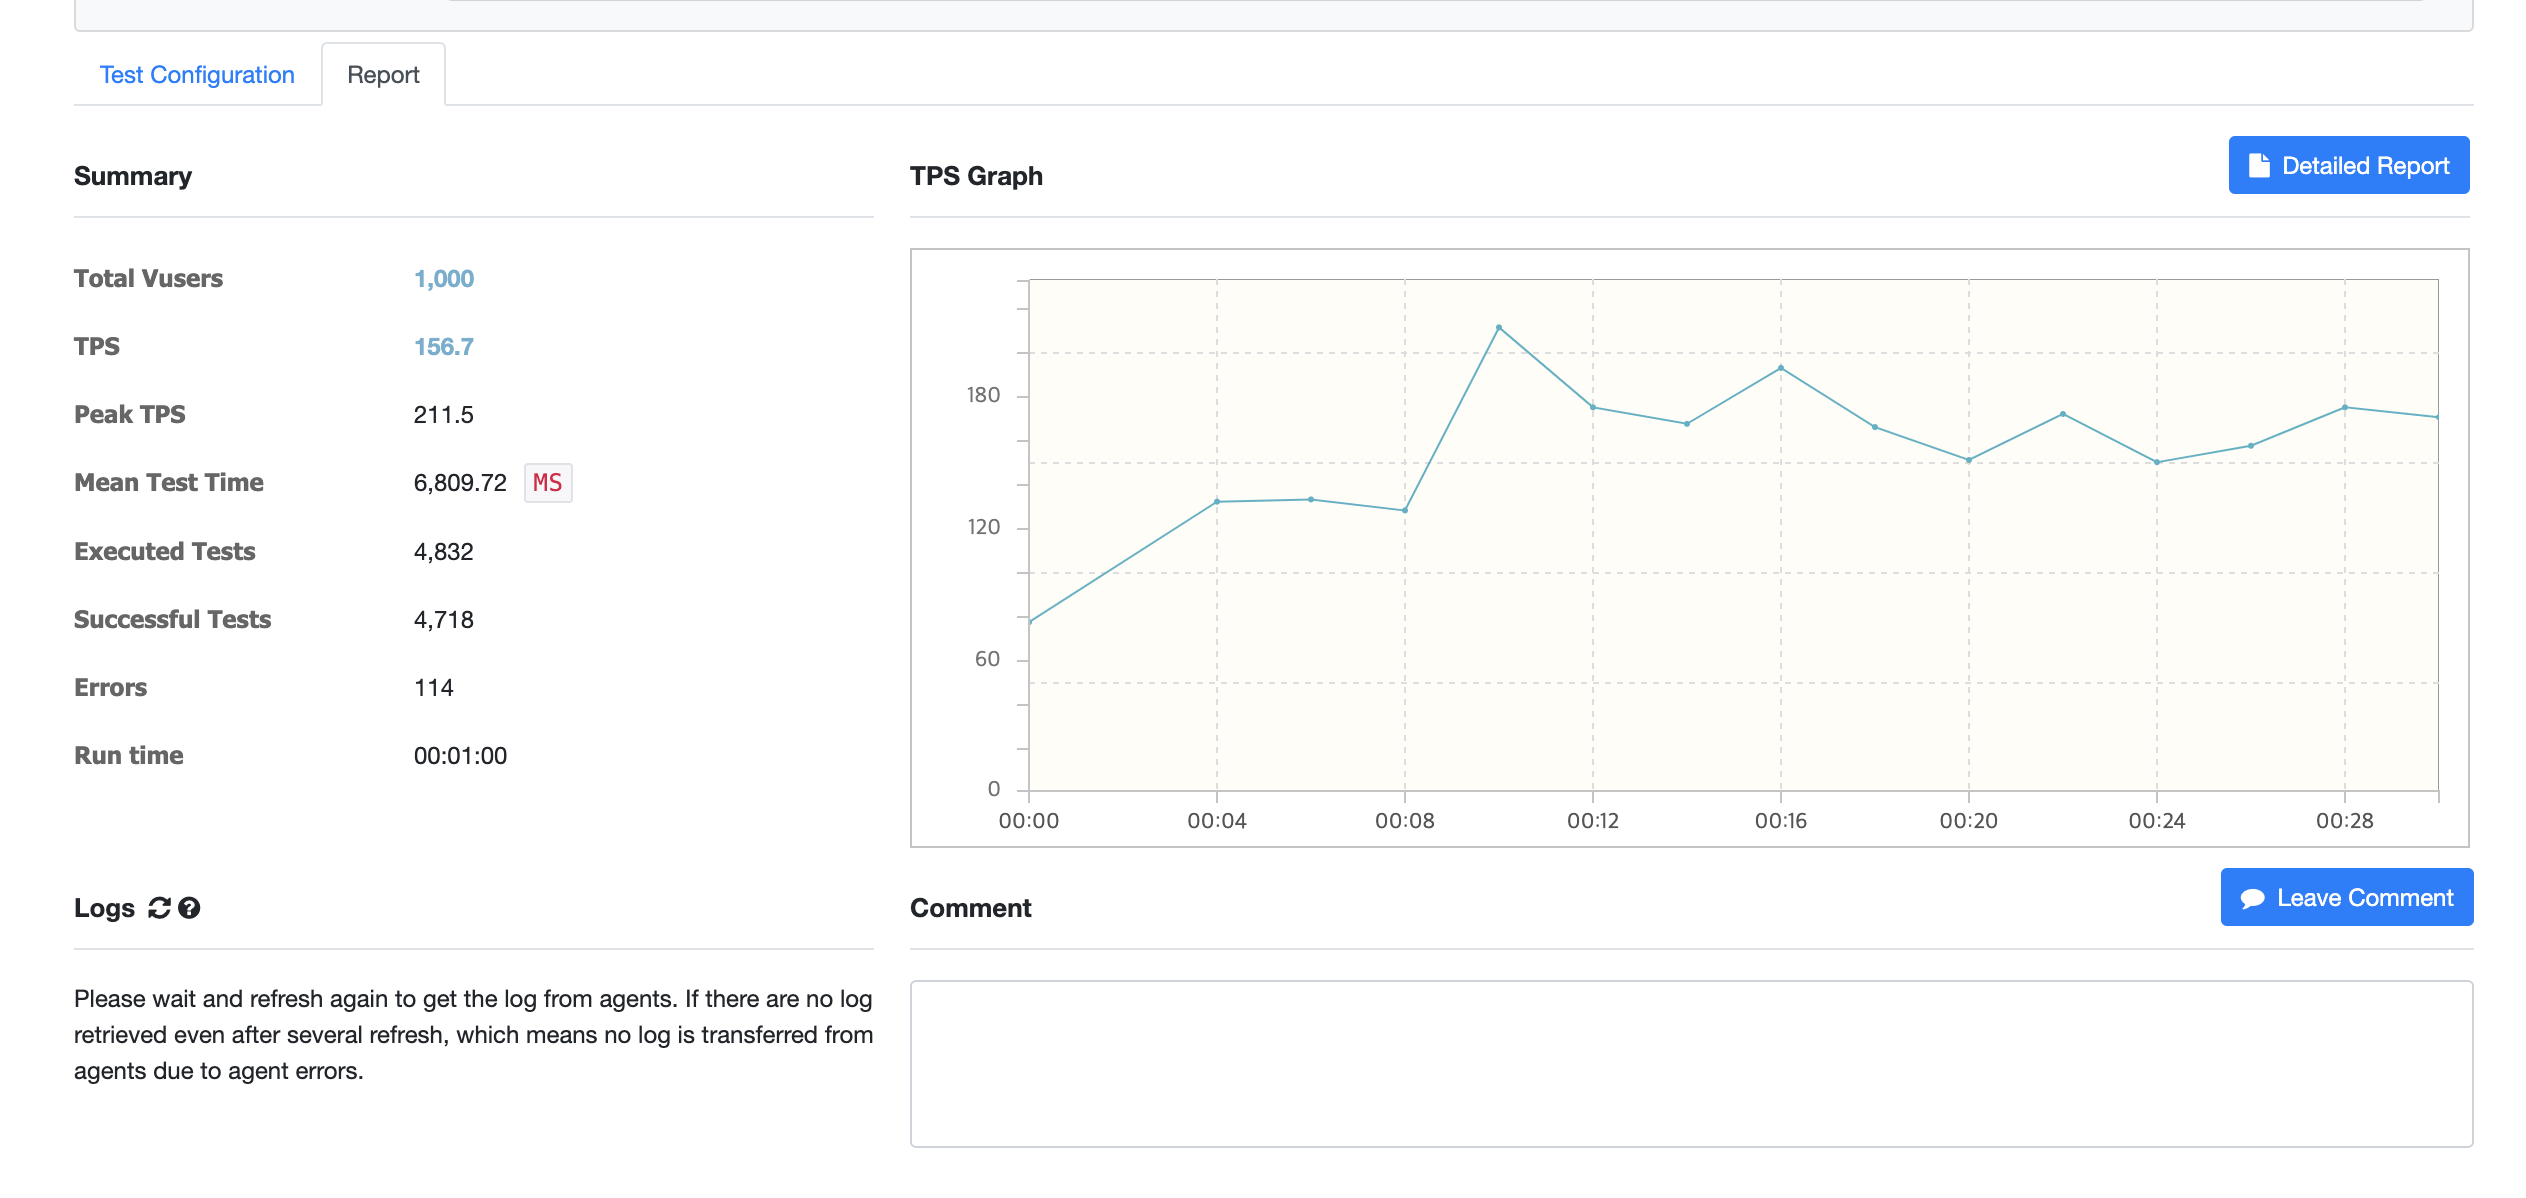 Test Configuration
Report
Summary
Total Vusers 1,000
TPS 156.7
Peak TPS 211.5
Mean Test Time 6,809.72 MS
Executed Tests 4,832
Successful Tests 4,718
Errors 114
Run time 00:01:00
TPS Graph
Detailed Report
180
120
60
0
00:00 00:04 00:08 00:12 00:16 00:20 00:24 00:28
Logs
Please wait and refresh again to get the log from agents. If there are no log
retrieved even after several refresh, which means no log is transferred from
agents due to agent errors.
Comment
Leave Comment